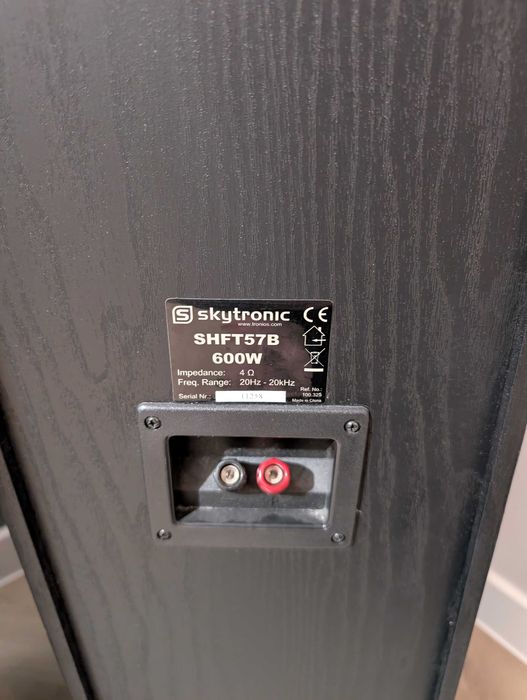 S skytronic CE
www.tronios.com
SHFT57B
600W
Impedance: 4 Ω
Freq. Range: 20Hz - 20kHz
Serial Nr.:
Ref. No.:
100.325
Made in China